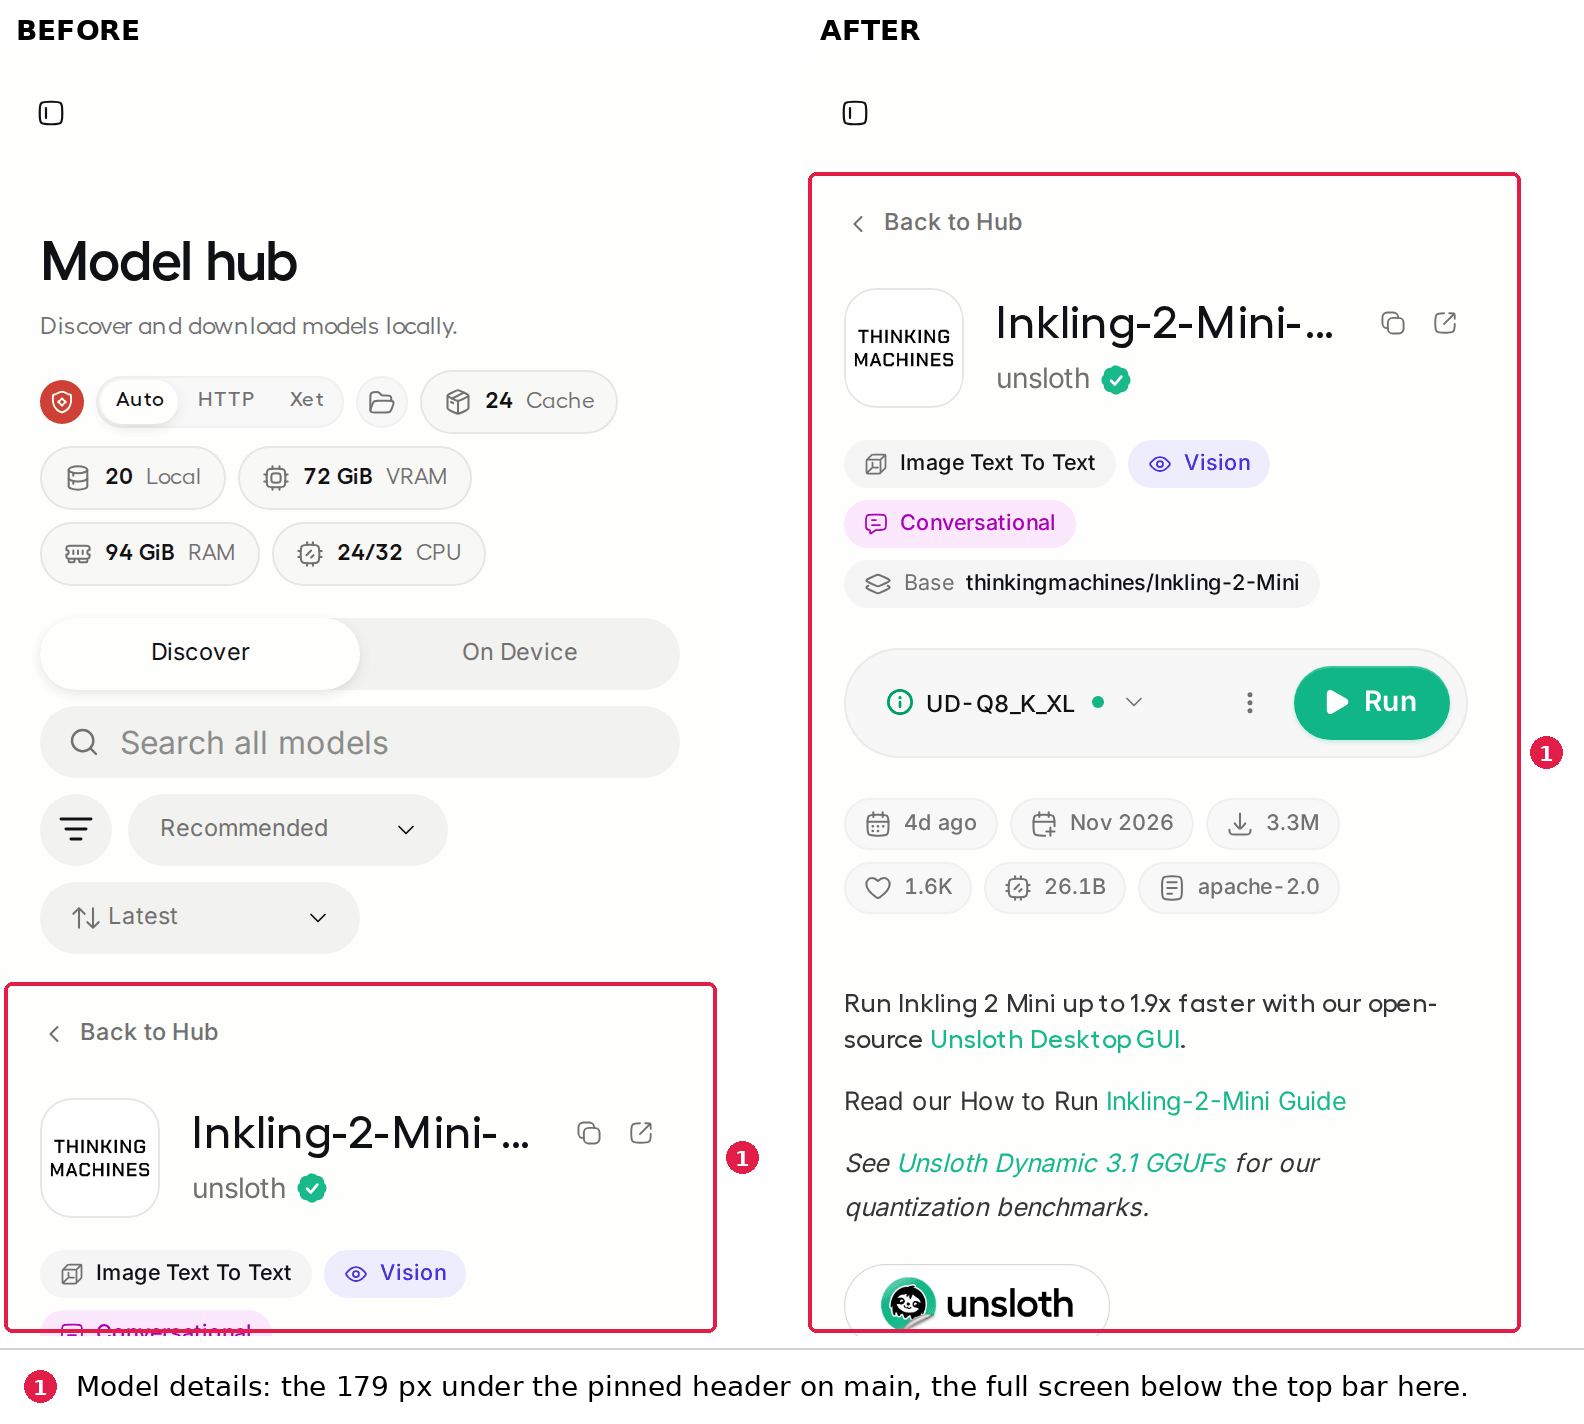 BEFORE
Model hub
Discover and download models locally.
Auto HTTP Xet 24 Cache
20 Local 72 GiB VRAM
94 GiB RAM 24/32 CPU
Discover On Device
Search all models
Recommended
Latest
Back to Hub
THINKING MACHINES
Inkling-2-Mini-...
unsloth
Image Text To Text Vision
Conversational
1
AFTER
Back to Hub
THINKING MACHINES
Inkling-2-Mini-...
unsloth
Image Text To Text Vision
Conversational
Base thinkingmachines/Inkling-2-Mini
UD-Q8_K_XL Run
4d ago Nov 2026 3.3M
1.6K 26.1B apache-2.0
Run Inkling 2 Mini up to 1.9x faster with our open-
source Unsloth Desktop GUI.
Read our How to Run Inkling-2-Mini Guide
See Unsloth Dynamic 3.1 GGUFs for our
quantization benchmarks.
unsloth
1
1 Model details: the 179 px under the pinned header on main, the full screen below the top bar here.